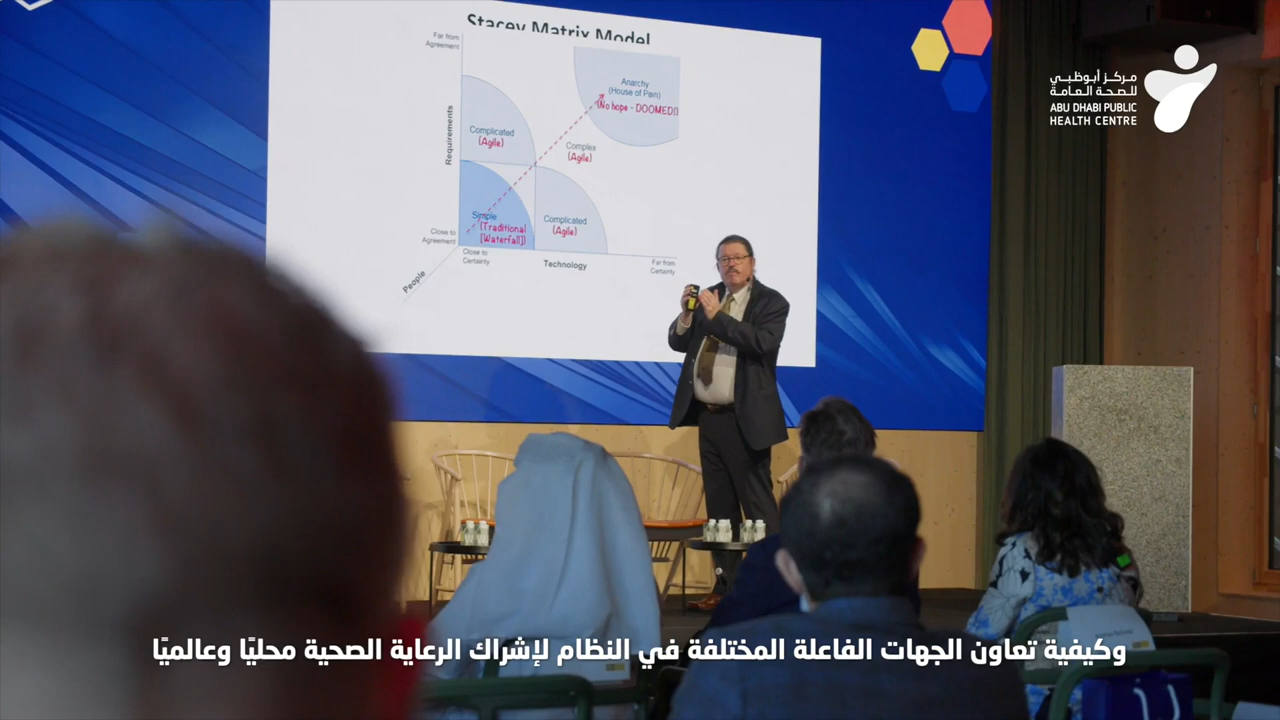 Stacey Matrix Model
Far from
Agreement
Anarchy
(House of Pain)
(No hope - DOOMED!)
Requirements
Complicated
(Agile)
Complex
(Agile)
Simple
(Traditional
[Waterfall])
Complicated
(Agile)
Close to
Agreement
Close to
Certainty
Technology
Far from
Certainty
People
مركز أبوظبي
للصحة العامة
ABU DHABI PUBLIC
HEALTH CENTRE
وكيفية تعاون الجهات الفاعلة المختلفة في النظام لإشراك الرعاية الصحية محليًا وعالميًا